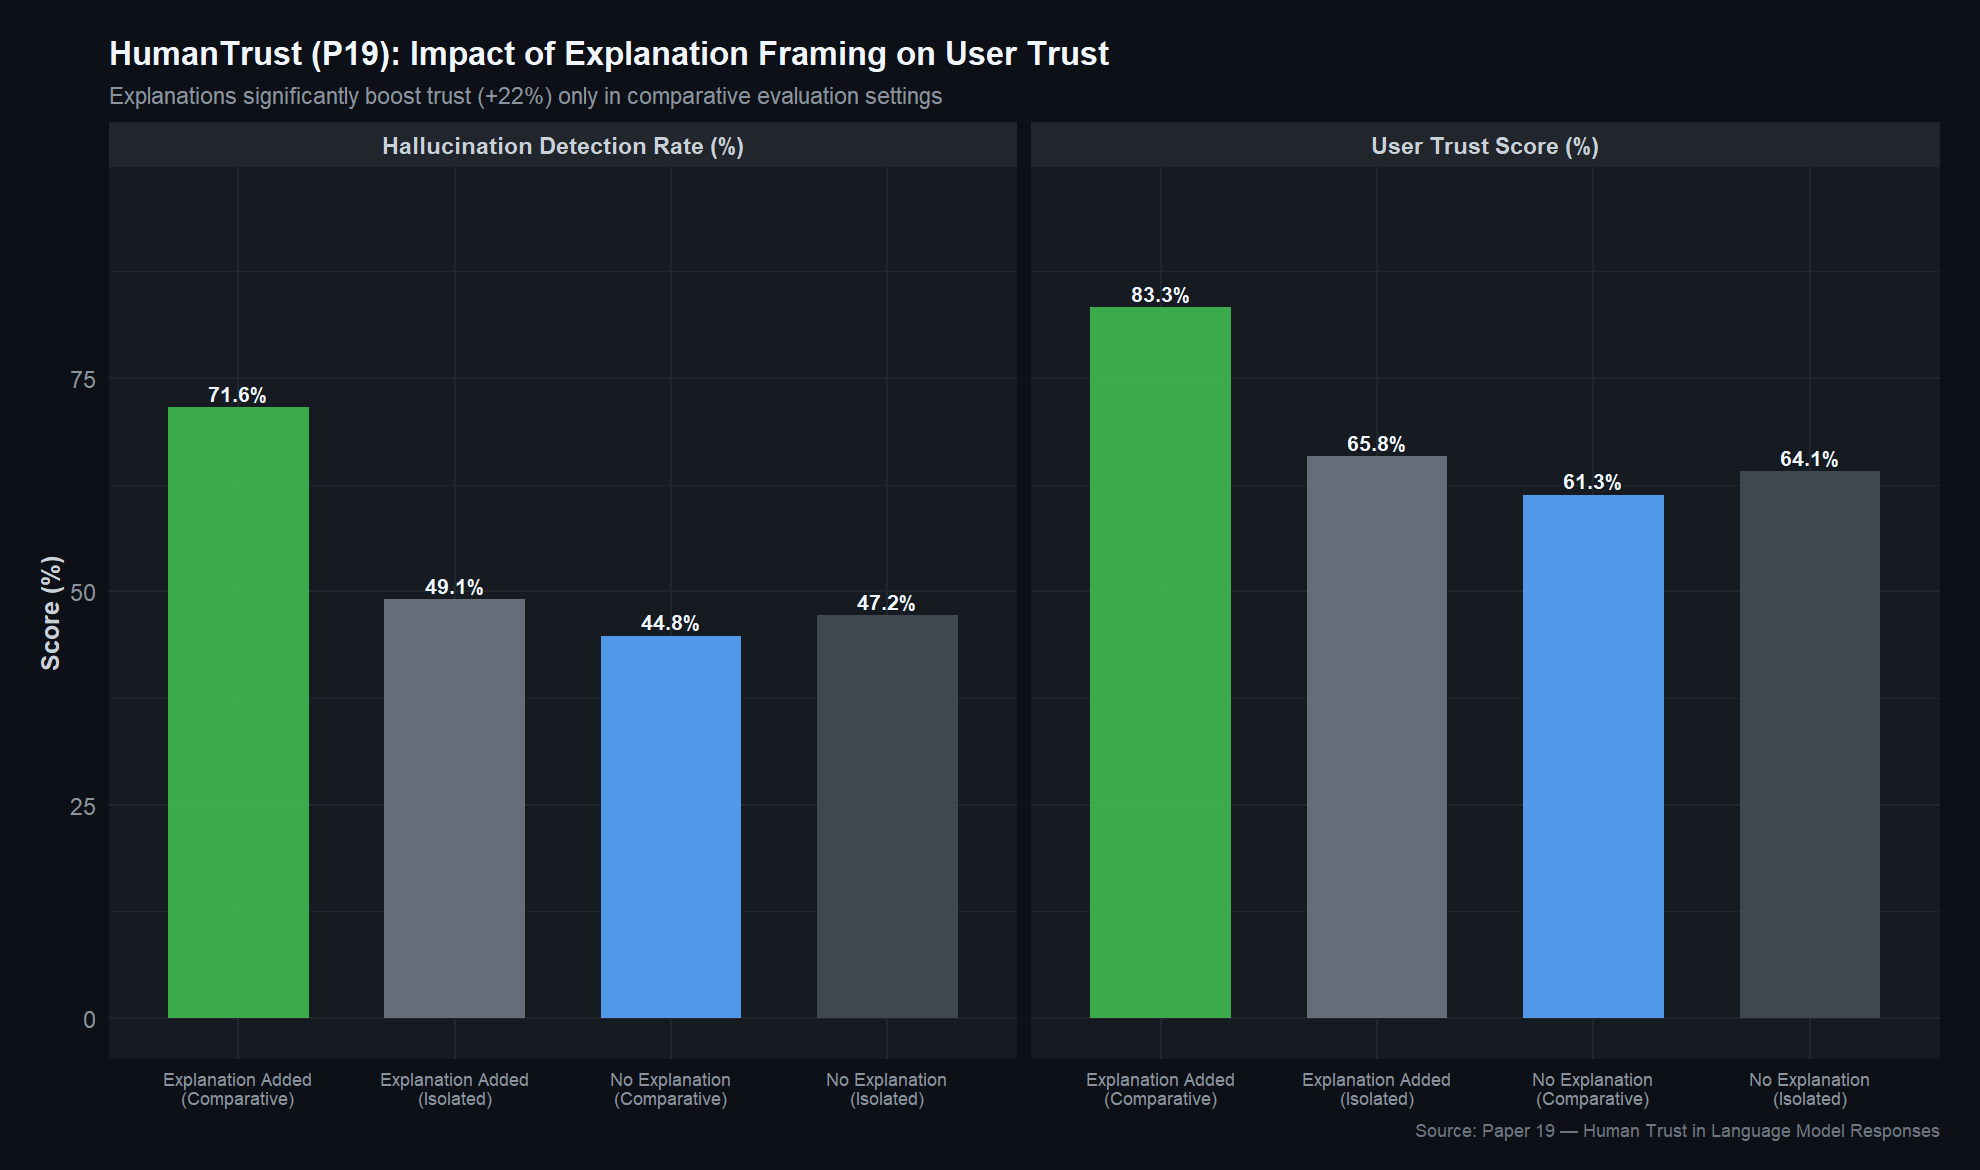 HumanTrust (P19): Impact of Explanation Framing on User Trust
Explanations significantly boost trust (+22%) only in comparative evaluation settings
Hallucination Detection Rate (%)
User Trust Score (%)
Score (%)
75
50
25
0
71.6%
49.1%
44.8%
47.2%
83.3%
65.8%
61.3%
64.1%
Explanation Added
(Comparative)
Explanation Added
(Isolated)
No Explanation
(Comparative)
No Explanation
(Isolated)
Explanation Added
(Comparative)
Explanation Added
(Isolated)
No Explanation
(Comparative)
No Explanation
(Isolated)
Source: Paper 19 — Human Trust in Language Model Responses